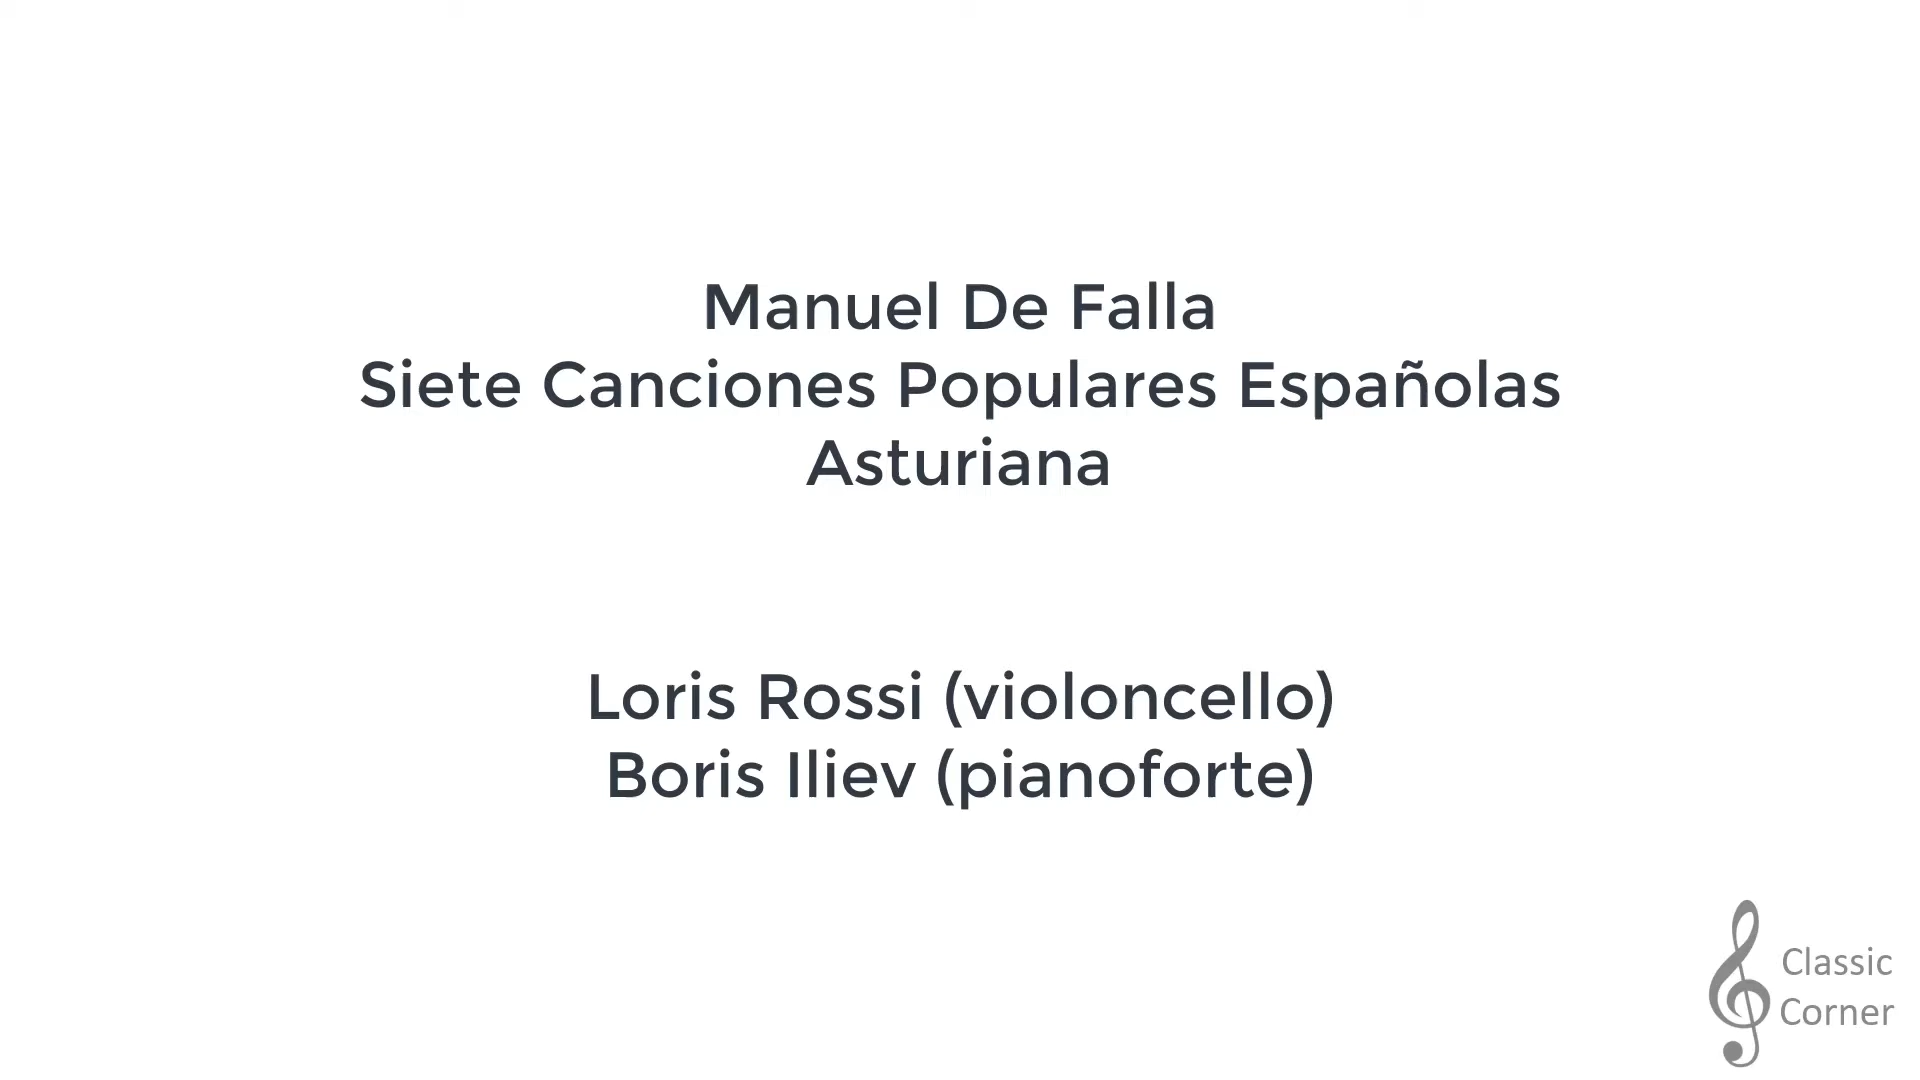 Manuel De Falla
Siete Canciones Populares Españolas
Asturiana
Loris Rossi (violoncello)
Boris Iliev (pianoforte)
Classic
Corner